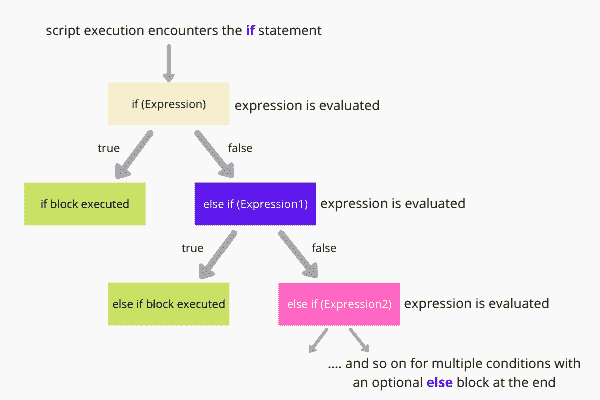 script execution encounters the if statement
if (Expression)
expression is evaluated
true
false
if block executed
else if (Expression1)
expression is evaluated
true
false
else if block executed
else if (Expression2)
expression is evaluated
.... and so on for multiple conditions with
an optional else block at the end